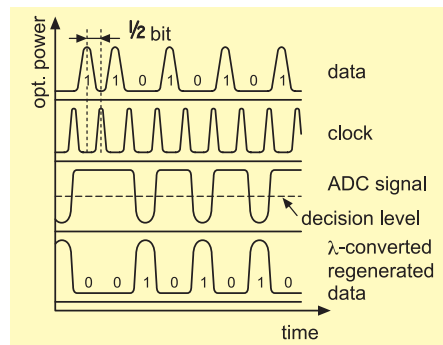 ½ bit
opt. power
1 1 0 1 0 1 0 1
data
clock
ADC signal
decision level
λ-converted
regenerated
data
0 0 1 0 1 0 1 0
time